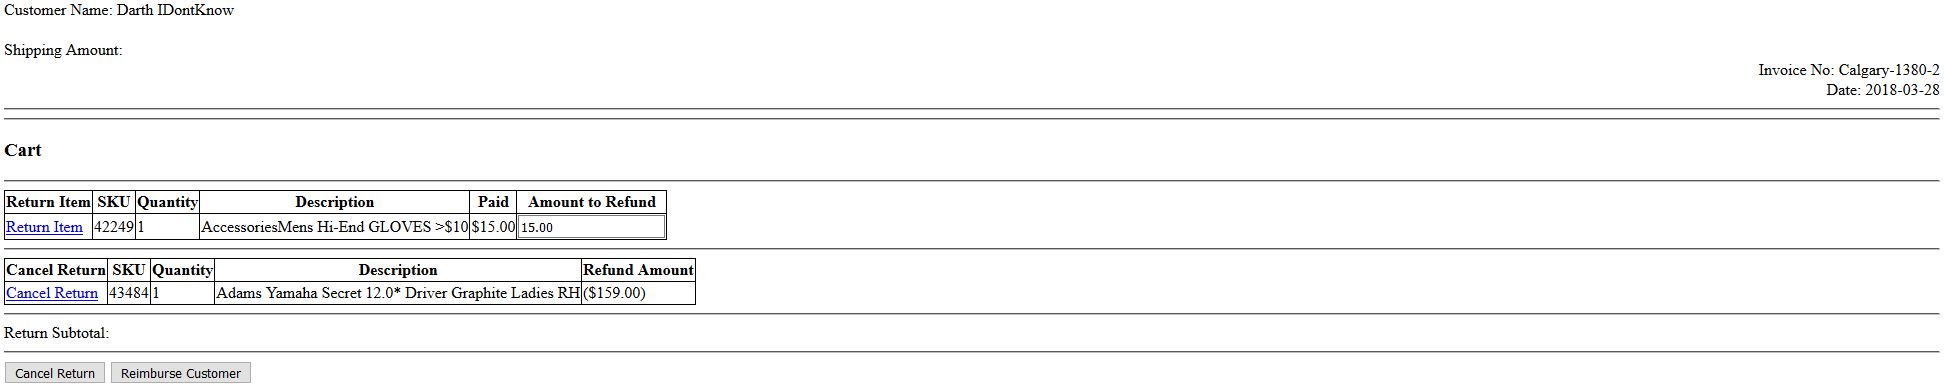 Customer Name: Darth IDontKnow
Shipping Amount:
Invoice No: Calgary-1380-2
Date: 2018-03-28
Cart
Return Item SKU Quantity Description Paid Amount to Refund
Return Item 42249 1 AccessoriesMens Hi-End GLOVES >$10 $15.00 15.00
Cancel Return SKU Quantity Description Refund Amount
Cancel Return 43484 1 Adams Yamaha Secret 12.0* Driver Graphite Ladies RH ($159.00)
Return Subtotal:
Cancel Return Reimburse Customer